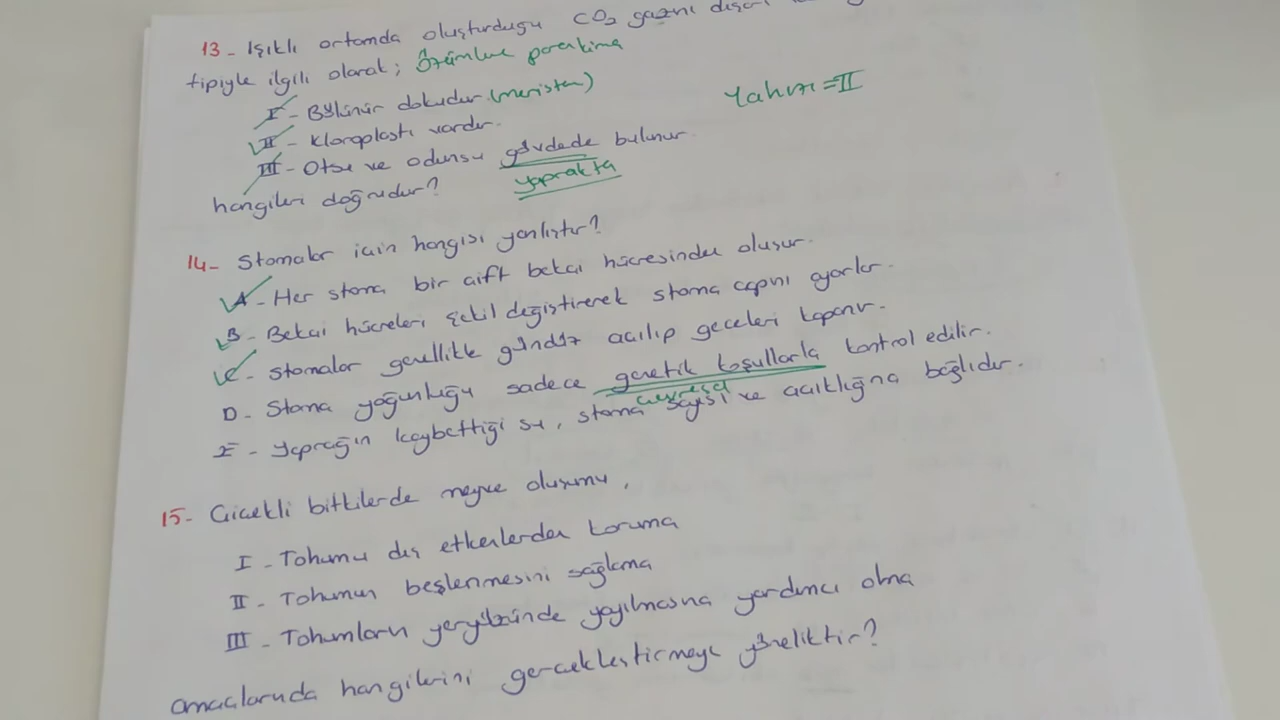 13- Işıklı ortamda oluşturduğu CO₂ gazını dışarı
tipiyle ilgili olarak; Özümleme parankima
I- Bölünür dokudur. (meristem)
II- Kloroplastı vardır. Yalnız=II
III- Otsu ve odunsu gövdede bulunur.
yaprakta
hangileri doğrudur?
14- Stomalar için hangisi yanlıştır?
A- Her stoma bir çift bekçi hücresinden oluşur.
B- Bekçi hücreleri şekil değiştirerek stoma çapını ayarlar.
C- Stomalar genellikle gündüz açılıp geceleri kapanır.
D- Stoma yoğunluğu sadece genetik koşullarla kontrol edilir.
çevresel
E- Yaprağın kaybettiği su, stoma sayısı ve açıklığına bağlıdır.
15- Çiçekli bitkilerde meyve oluşumu,
I- Tohumu dış etkenlerden koruma
II- Tohumun beslenmesini sağlama
III- Tohumların yeryüzünde yayılmasına yardımcı olma
amaçlarında hangilerini gerçekleştirmeye yöneliktir?